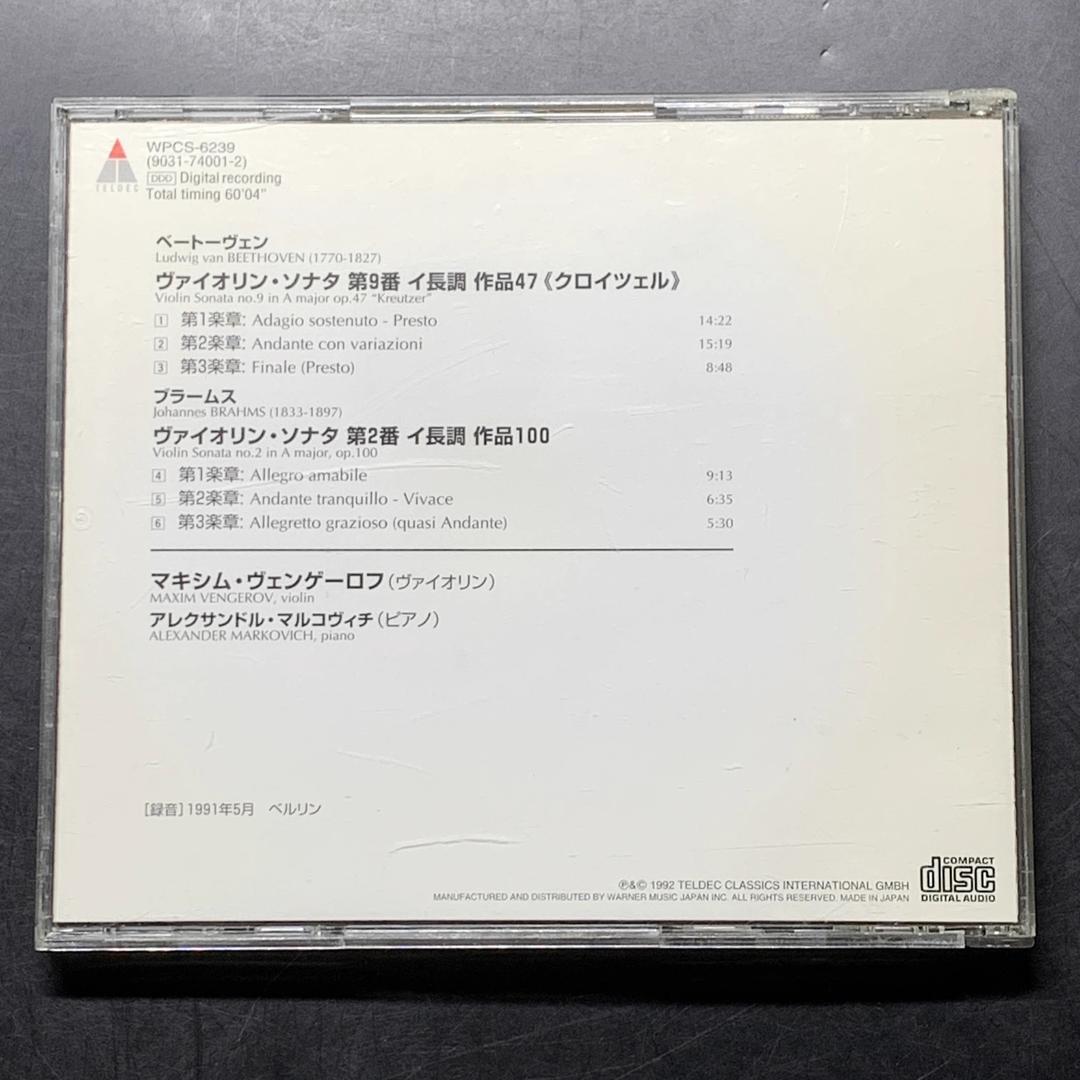 TELDEC
WPCS-6239
(9031-74001-2)
DDD Digital recording
Total timing 60'04"
ベートーヴェン
Ludwig van BEETHOVEN (1770-1827)
ヴァイオリン・ソナタ 第9番 イ長調 作品47《クロイツェル》
Violin Sonata no.9 in A major op.47 “Kreutzer”
1 第1楽章: Adagio sostenuto - Presto 14:22
2 第2楽章: Andante con variazioni 15:19
3 第3楽章: Finale (Presto) 8:48
ブラームス
Johannes BRAHMS (1833-1897)
ヴァイオリン・ソナタ 第2番 イ長調 作品100
Violin Sonata no.2 in A major, op.100
4 第1楽章: Allegro amabile 9:13
5 第2楽章: Andante tranquillo - Vivace 6:35
6 第3楽章: Allegretto grazioso (quasi Andante) 5:30
マキシム・ヴェンゲーロフ(ヴァイオリン)
MAXIM VENGEROV, violin
アレクサンドル・マルコヴィチ(ピアノ)
ALEXANDER MARKOVICH, piano
[録音]1991年5月 ベルリン
℗&© 1992 TELDEC CLASSICS INTERNATIONAL GMBH
MANUFACTURED AND DISTRIBUTED BY WARNER MUSIC JAPAN INC. ALL RIGHTS RESERVED. MADE IN JAPAN
COMPACT
disc
DIGITAL AUDIO